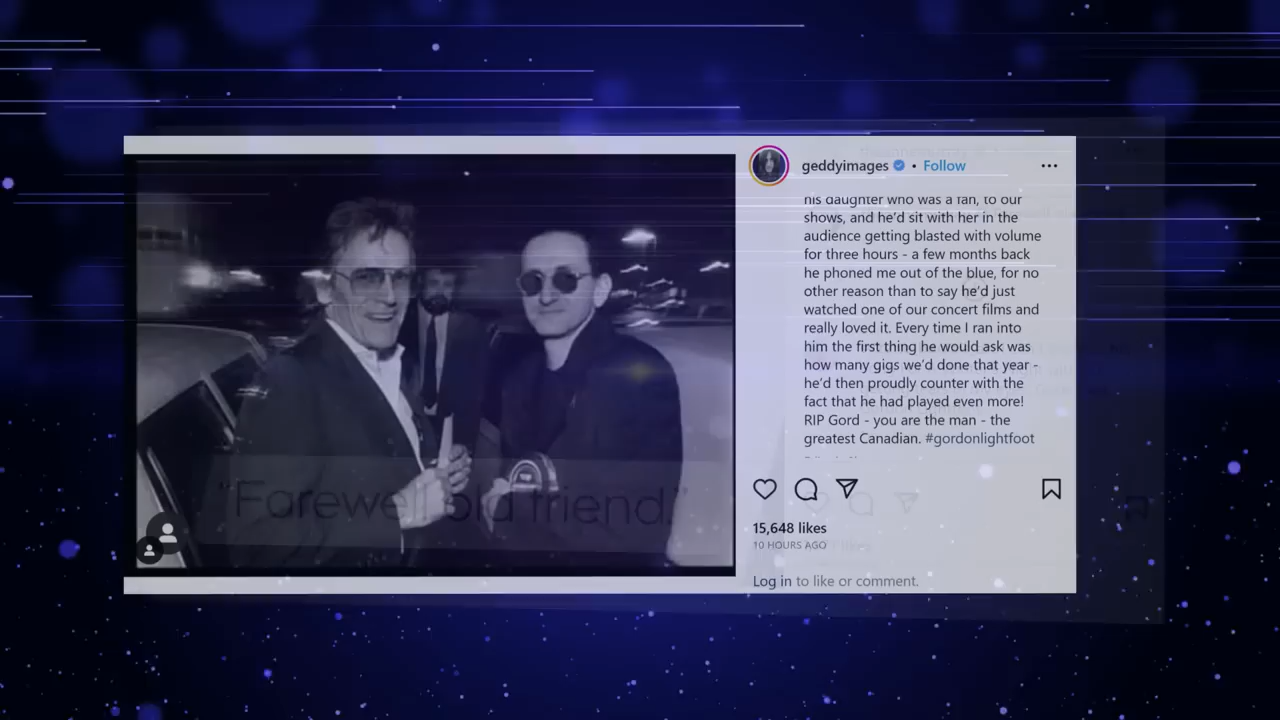 geddyimages • Follow
his daughter who was a fan, to our
shows, and he'd sit with her in the
audience getting blasted with volume
for three hours - a few months back
he phoned me out of the blue, for no
other reason than to say he'd just
watched one of our concert films and
really loved it. Every time I ran into
him the first thing he would ask was
how many gigs we'd done that year -
he'd then proudly counter with the
fact that he had played even more!
RIP Gord - you are the man - the
greatest Canadian. #gordonlightfoot
"Farewell old friend."
15,648 likes
10 HOURS AGO
Log in to like or comment.